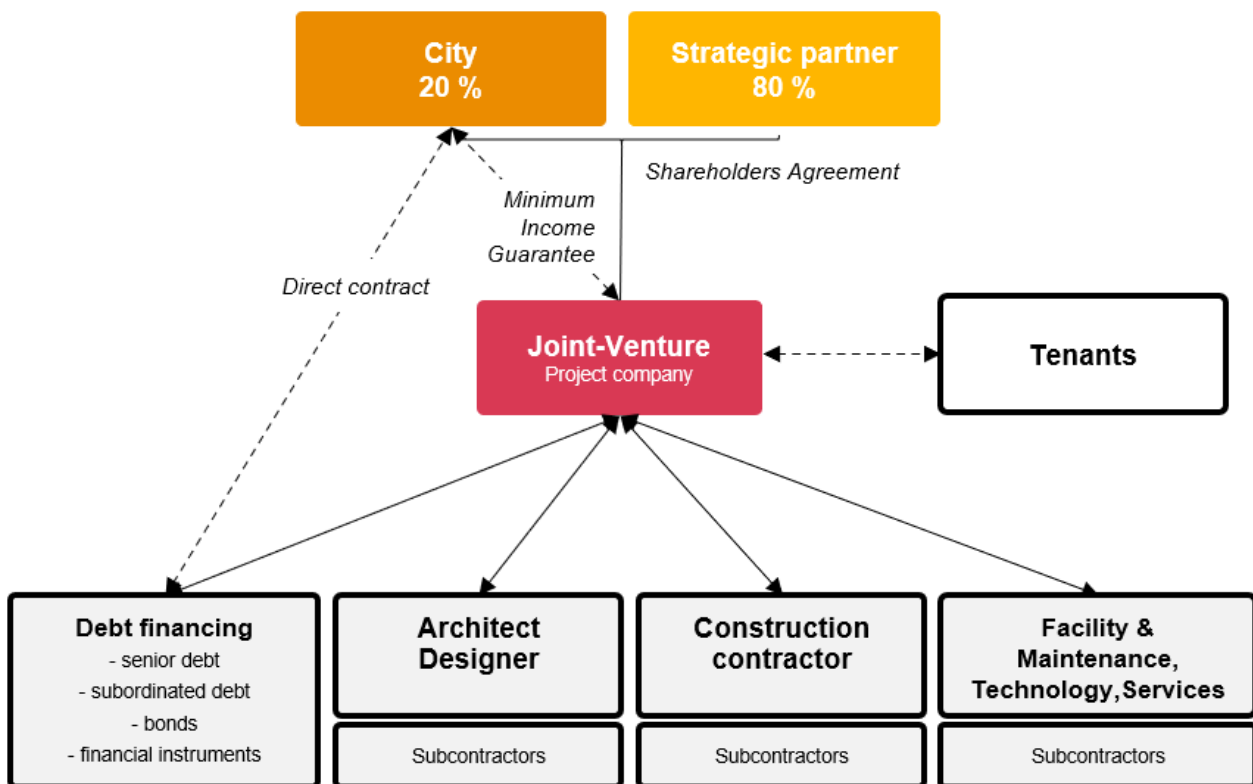 City
20 %
Strategic partner
80 %
Shareholders Agreement
Minimum
Income
Guarantee
Direct contract
Joint-Venture
Project company
Tenants
Debt financing
- senior debt
- subordinated debt
- bonds
- financial instruments
Architect
Designer
Subcontractors
Construction
contractor
Subcontractors
Facility &
Maintenance,
Technology,Services
Subcontractors